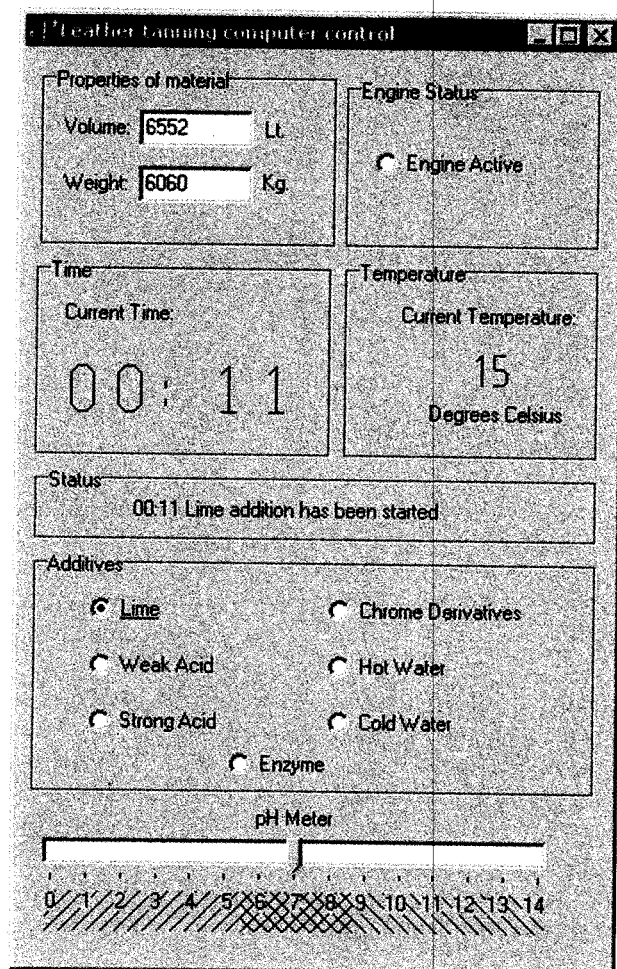 Leather tanning computer control
Properties of material
Volume: 6552 Lt.
Weight: 6060 Kg.
Engine Status
Engine Active
Time
Current Time:
00: 11
Temperature
Current Temperature:
15
Degrees Celsius
Status
00:11 Lime addition has been started
Additives
Lime
Chrome Derivatives
Weak Acid
Hot Water
Strong Acid
Cold Water
Enzyme
pH Meter
0 1 2 3 4 5 6 7 8 9 10 11 12 13 14